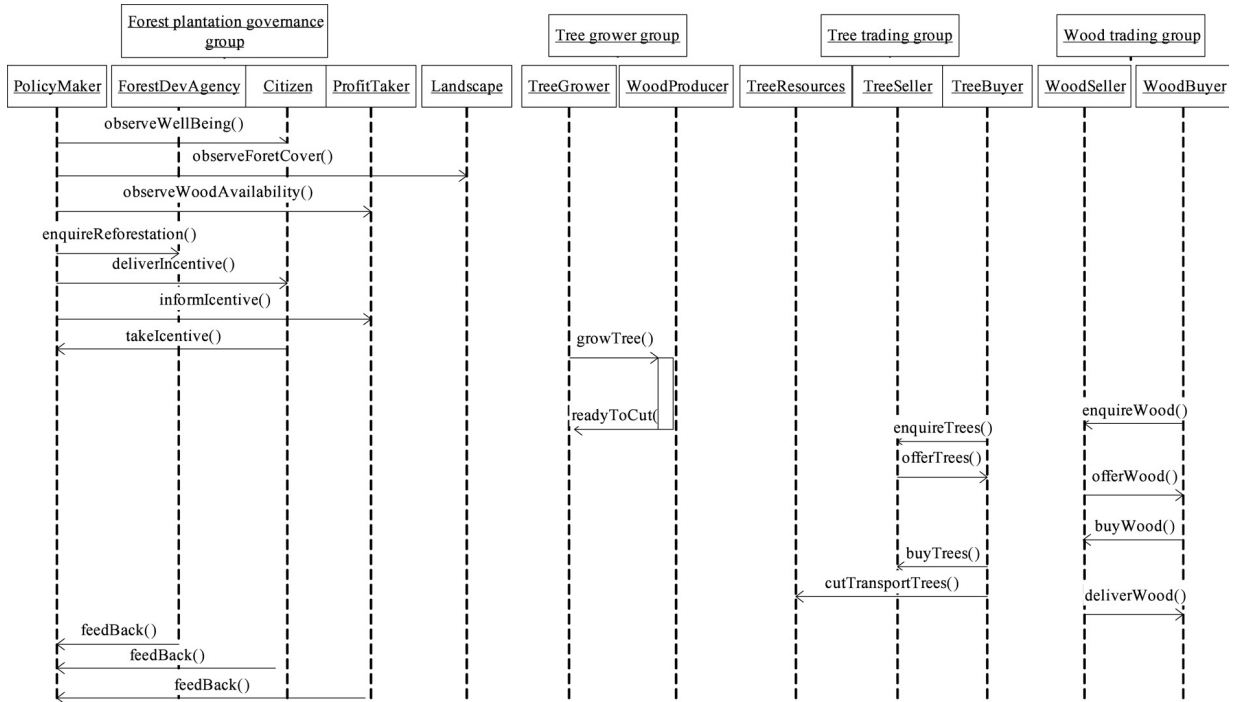 Forest plantation governance
group
Tree grower group
Tree trading group
Wood trading group
PolicyMaker
ForestDevAgency
Citizen
ProfitTaker
Landscape
TreeGrower
WoodProducer
TreeResources
TreeSeller
TreeBuyer
WoodSeller
WoodBuyer
observeWellBeing()
observeForetCover()
observeWoodAvailability()
enquireReforestation()
deliverIncentive()
informIcentive()
takeIcentive()
growTree()
readyToCut(
enquireTrees()
offerTrees()
buyTrees()
cutTransportTrees()
enquireWood()
offerWood()
buyWood()
deliverWood()
feedBack()
feedBack()
feedBack()